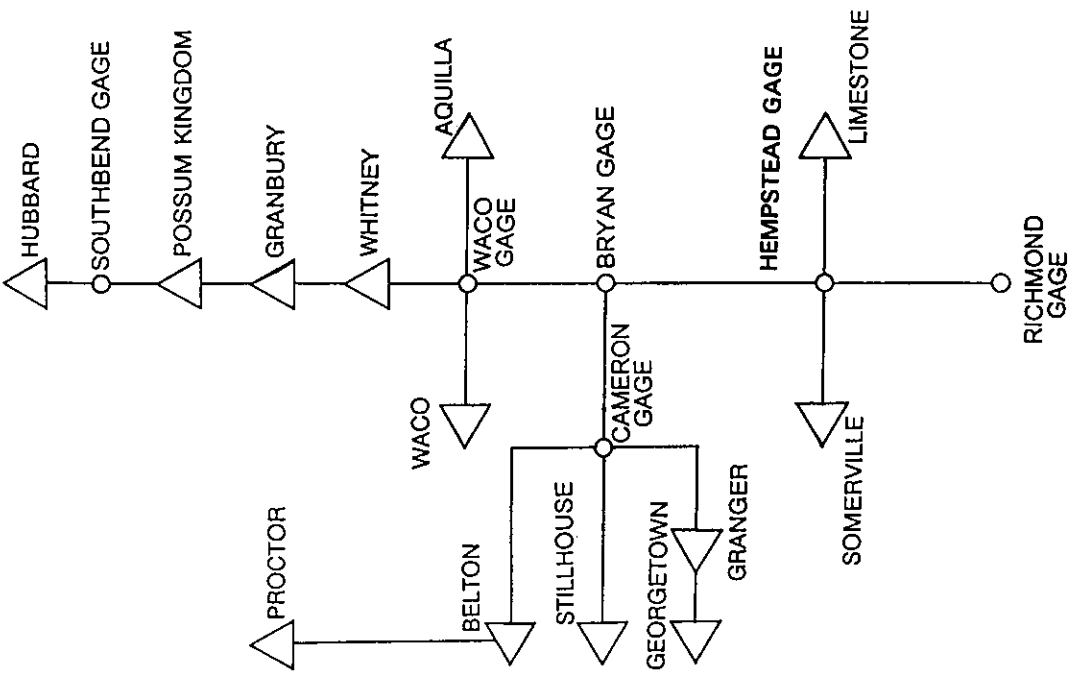 HUBBARD
SOUTHBEND GAGE
POSSUM KINGDOM
GRANBURY
WHITNEY
AQUILLA
WACO
GAGE
WACO
BRYAN GAGE
CAMERON
GAGE
PROCTOR
BELTON
STILLHOUSE
GEORGETOWN
GRANGER
HEMPSTEAD GAGE
LIMESTONE
SOMERVILLE
RICHMOND
GAGE